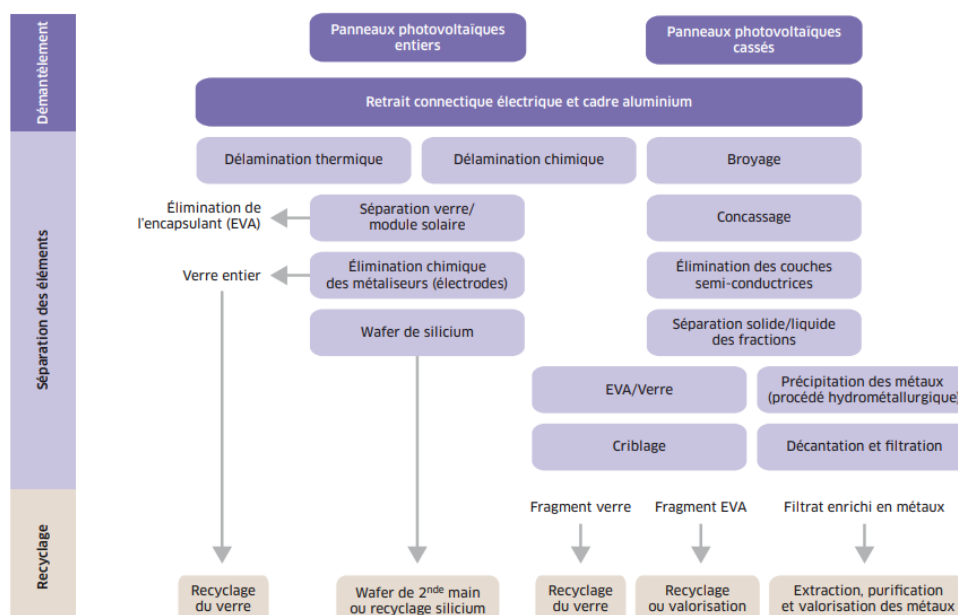 Démantèlement
Panneaux photovoltaïques
entiers
Panneaux photovoltaïques
cassés
Retrait connectique électrique et cadre aluminium
Séparation des éléments
Délamination thermique
Délamination chimique
Broyage
Élimination de
l'encapsulant (EVA)
Séparation verre/
module solaire
Concassage
Verre entier
Élimination chimique
des métaliseurs (électrodes)
Élimination des couches
semi-conductrices
Wafer de silicium
Séparation solide/liquide
des fractions
EVA/Verre
Précipitation des métaux
(procédé hydrométallurgique)
Criblage
Décantation et filtration
Recyclage
Fragment verre
Fragment EVA
Filtrat enrichi en métaux
Recyclage
du verre
Wafer de 2nde main
ou recyclage silicium
Recyclage
du verre
Recyclage
ou valorisation
Extraction, purification
et valorisation des métaux